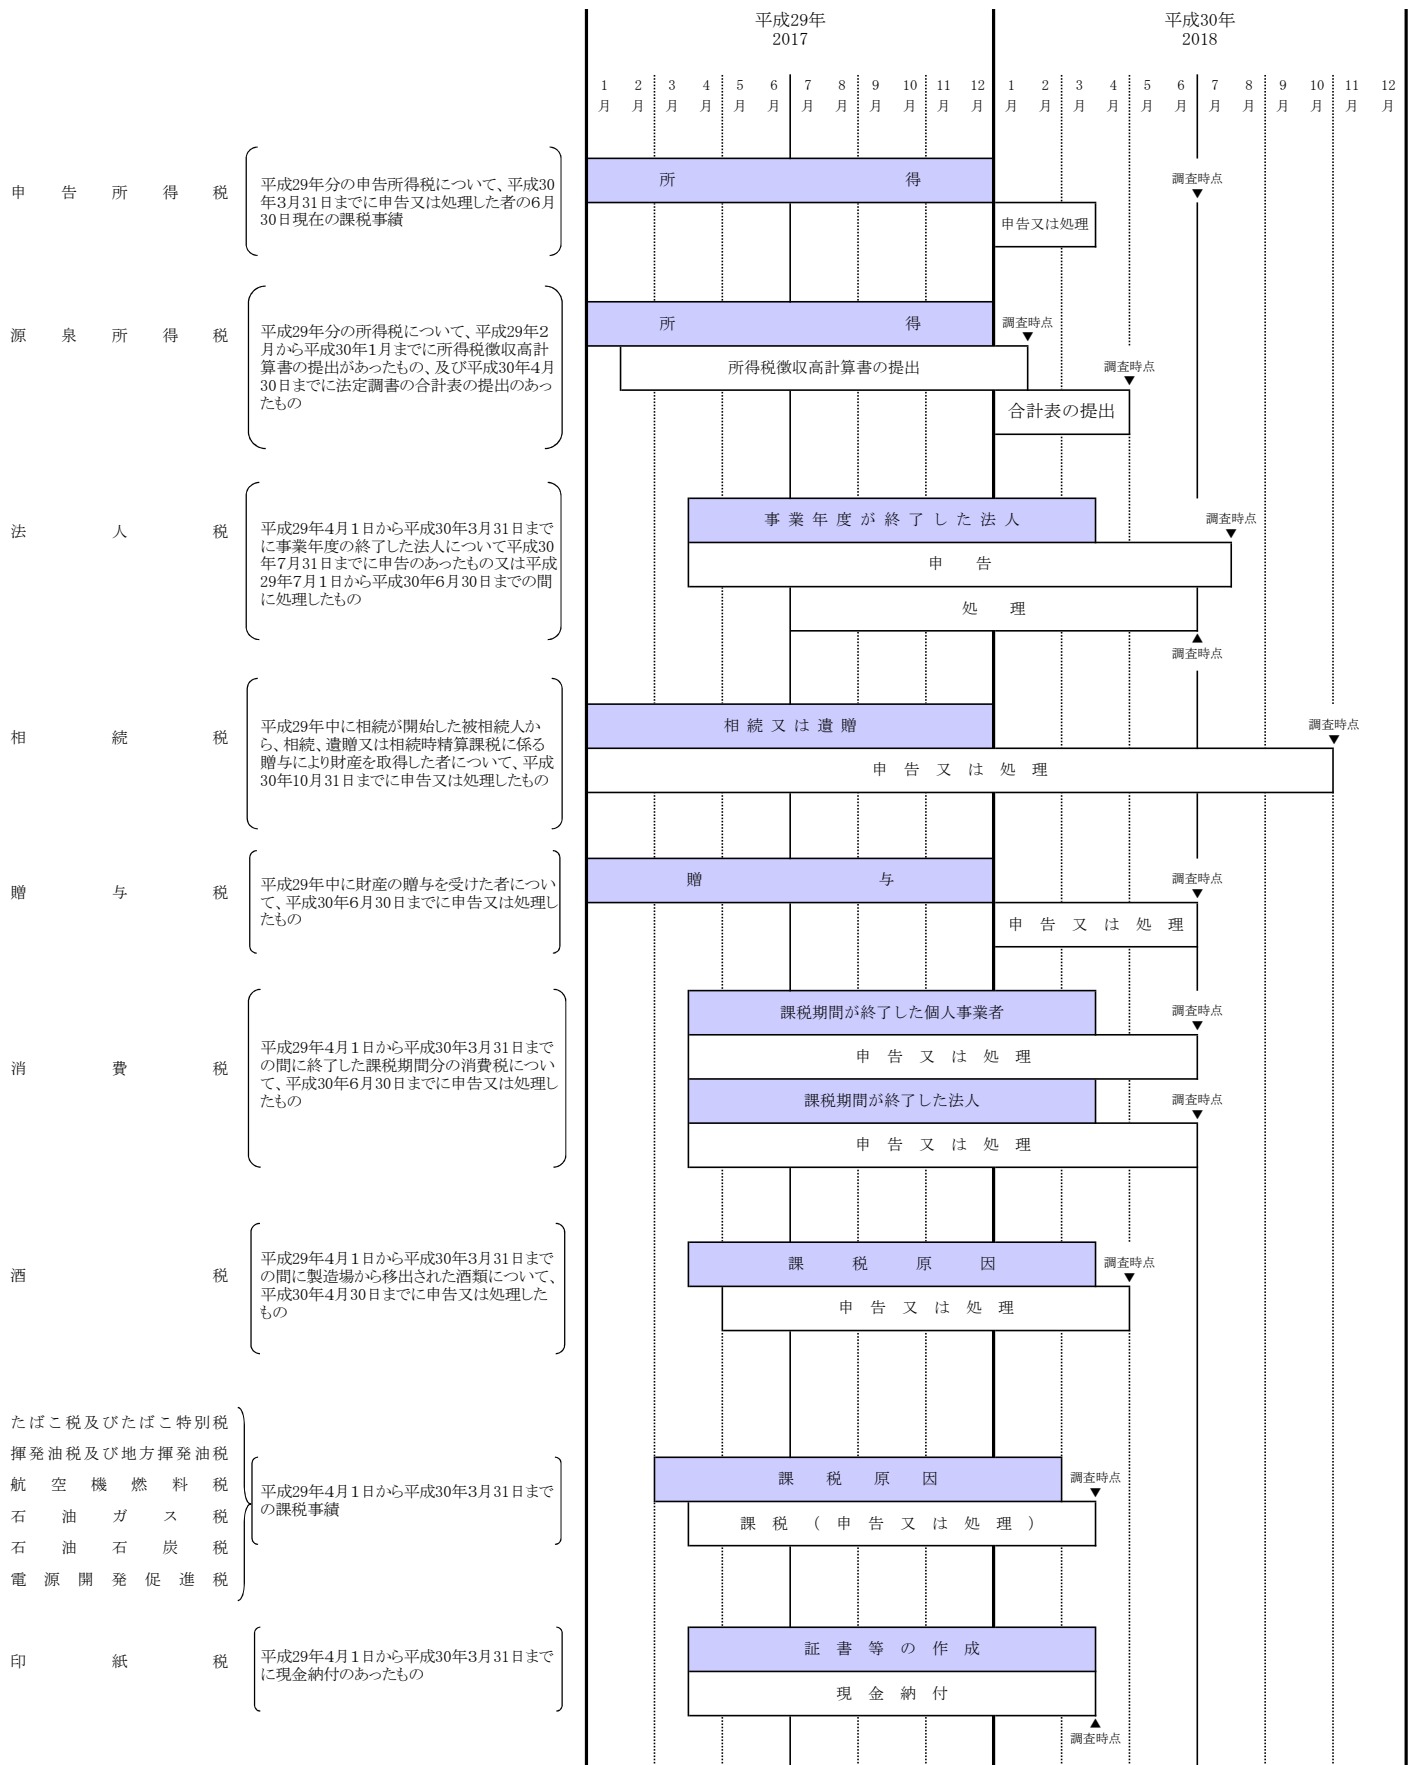 平成29年
2017
平成30年
2018
1 2 3 4 5 6 7 8 9 10 11 12 1 2 3 4 5 6 7 8 9 10 11 12
月 月 月 月 月 月 月 月 月 月 月 月 月 月 月 月 月 月 月 月 月 月 月 月
申告所得税
平成29年分の申告所得税について、平成30
年3月31日までに申告又は処理した者の6月
30日現在の課税事績
所得
調査時点
▼
申告又は処理
源泉所得税
平成29年分の所得税について、平成29年2
月から平成30年1月までに所得税徴収高計
算書の提出があったもの、及び平成30年4月
30日までに法定調書の合計表の提出のあっ
たもの
所得
調査時点
▼
所得税徴収高計算書の提出
調査時点
▼
合計表の提出
法人税
平成29年4月1日から平成30年3月31日まで
に事業年度の終了した法人について平成30
年7月31日までに申告のあったもの又は平成
29年7月1日から平成30年6月30日までの間
に処理したもの
事業年度が終了した法人
調査時点
▼
申告
処理
▲
調査時点
相続税
平成29年中に相続が開始した被相続人か
ら、相続、遺贈又は相続時精算課税に係る
贈与により財産を取得した者について、平成
30年10月31日までに申告又は処理したもの
相続又は遺贈
調査時点
▼
申告又は処理
贈与税
平成29年中に財産の贈与を受けた者につい
て、平成30年6月30日までに申告又は処理し
たもの
贈与
調査時点
▼
申告又は処理
消費税
平成29年4月1日から平成30年3月31日まで
の間に終了した課税期間分の消費税につい
て、平成30年6月30日までに申告又は処理し
たもの
課税期間が終了した個人事業者
調査時点
▼
申告又は処理
課税期間が終了した法人
調査時点
▼
申告又は処理
酒税
平成29年4月1日から平成30年3月31日まで
の間に製造場から移出された酒類について、
平成30年4月30日までに申告又は処理した
もの
課税原因
調査時点
▼
申告又は処理
たばこ税及びたばこ特別税
揮発油税及び地方揮発油税
航空機燃料税
石油ガス税
石油石炭税
電源開発促進税
平成29年4月1日から平成30年3月31日まで
の課税事績
課税原因
調査時点
▼
課税(申告又は処理)
印紙税
平成29年4月1日から平成30年3月31日まで
に現金納付のあったもの
証書等の作成
現金納付
▲
調査時点